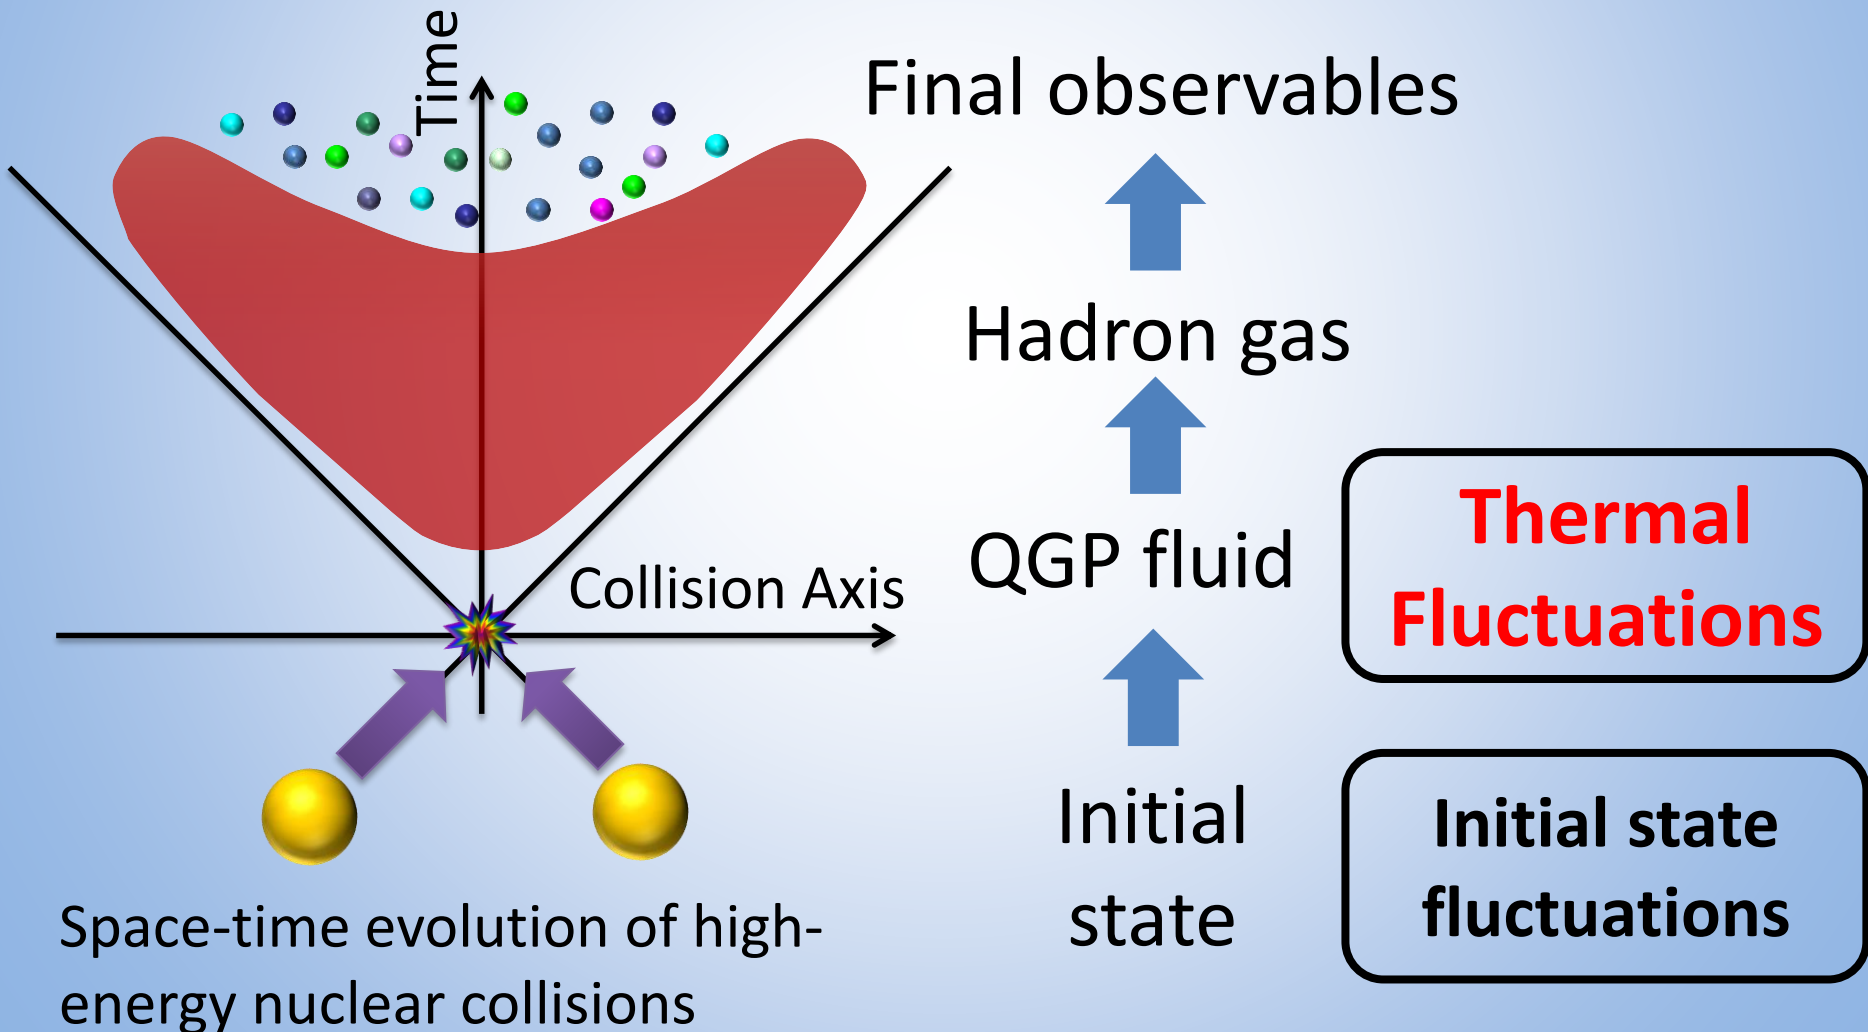 Time
Final observables
Hadron gas
QGP fluid
Thermal
Fluctuations
Collision Axis
Initial
state
Initial state
fluctuations
Space-time evolution of high-
energy nuclear collisions